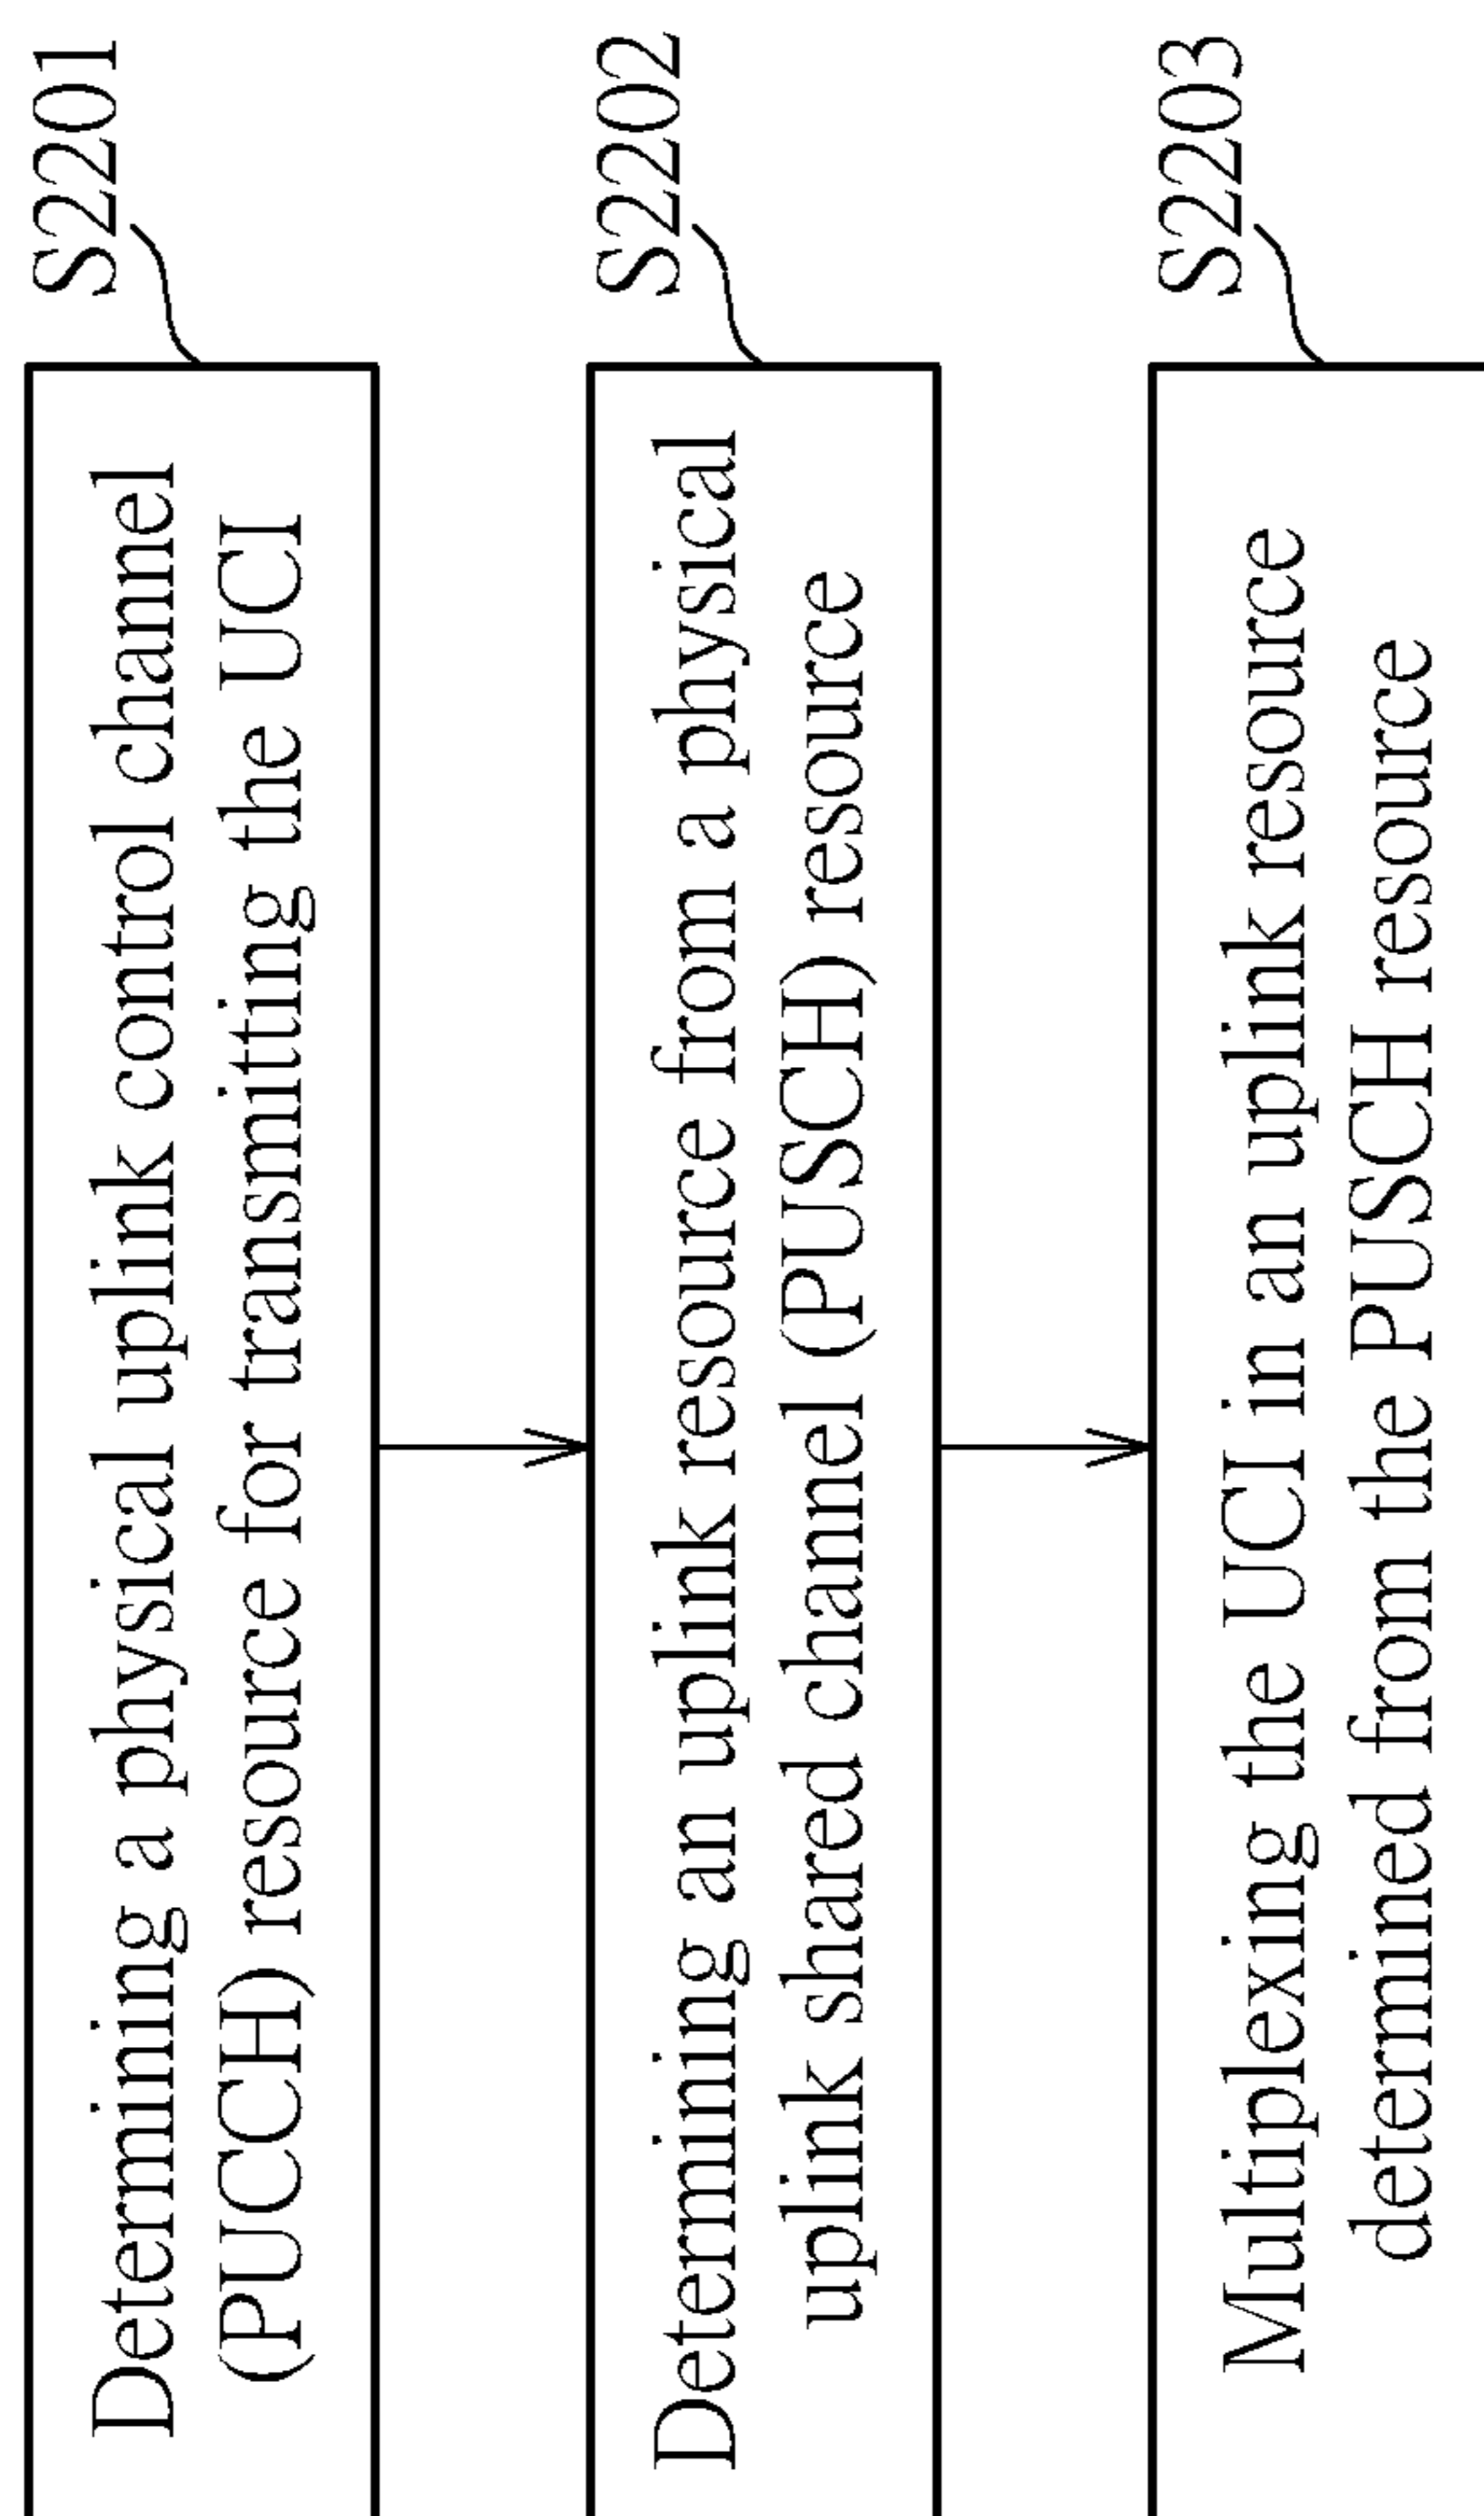 S2201
Determining a physical uplink control channel
(PUCCH) resource for transmitting the UCI
S2202
Determining an uplink resource from a physical
uplink shared channel (PUSCH) resource
S2203
Multiplexing the UCI in an uplink resource
determined from the PUSCH resource